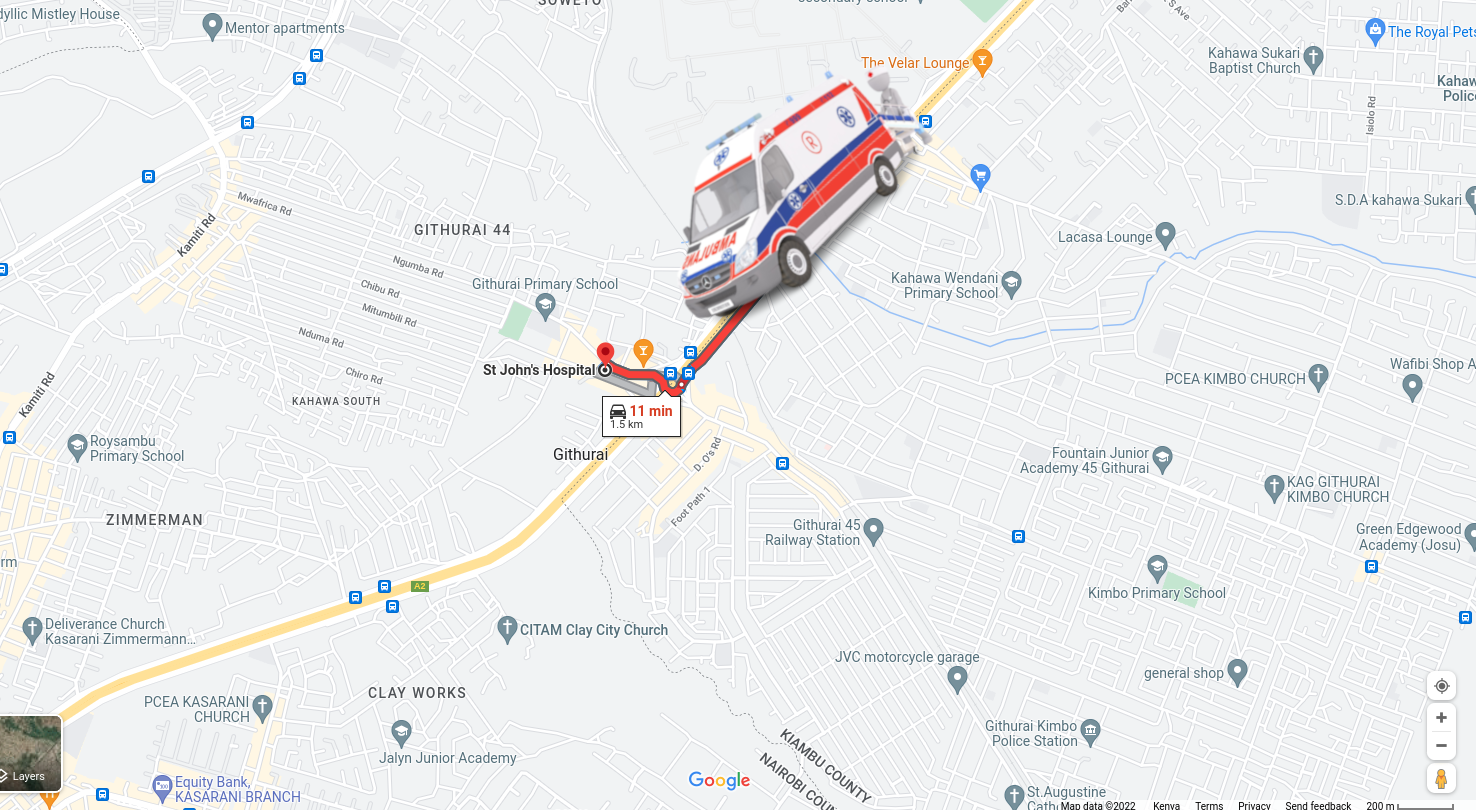 dyllic Mistley House
SOWETO
secondary school
S Ave
Mentor apartments
The Velar Lounge
Kahawa Sukari
Baptist Church
The Royal Pets
Kahaw
Police
Isiolo Rd
Mwafrica Rd
Kamiti Rd
GITHURAI 44
S.D.A kahawa Sukari
Lacasa Lounge
Ngumba Rd
Chibu Rd
Mitumbili Rd
Githurai Primary School
Kahawa Wendani
Primary School
Nduma Rd
Chiro Rd
St John's Hospital
Wafibi Shop A
PCEA KIMBO CHURCH
Kamiti Rd
KAHAWA SOUTH
11 min
1.5 km
Roysambu
Primary School
Githurai
D. O's Rd
Fountain Junior
Academy 45 Githurai
KAG GITHURAI
KIMBO CHURCH
Foot Path 1
ZIMMERMAN
Githurai 45
Railway Station
Green Edgewood
Academy (Josu)
rm
A2
Kimbo Primary School
Deliverance Church
Kasarani Zimmermann...
CITAM Clay City Church
JVC motorcycle garage
general shop
CLAY WORKS
PCEA KASARANI
CHURCH
Githurai Kimbo
Police Station
KIAMBU COUNTY
NAIROBI COUN
Jalyn Junior Academy
Layers
Equity Bank,
KASARANI BRANCH
Google
St.Augustine
Cath
Map data ©2022 Kenya Terms Privacy Send feedback 200 m